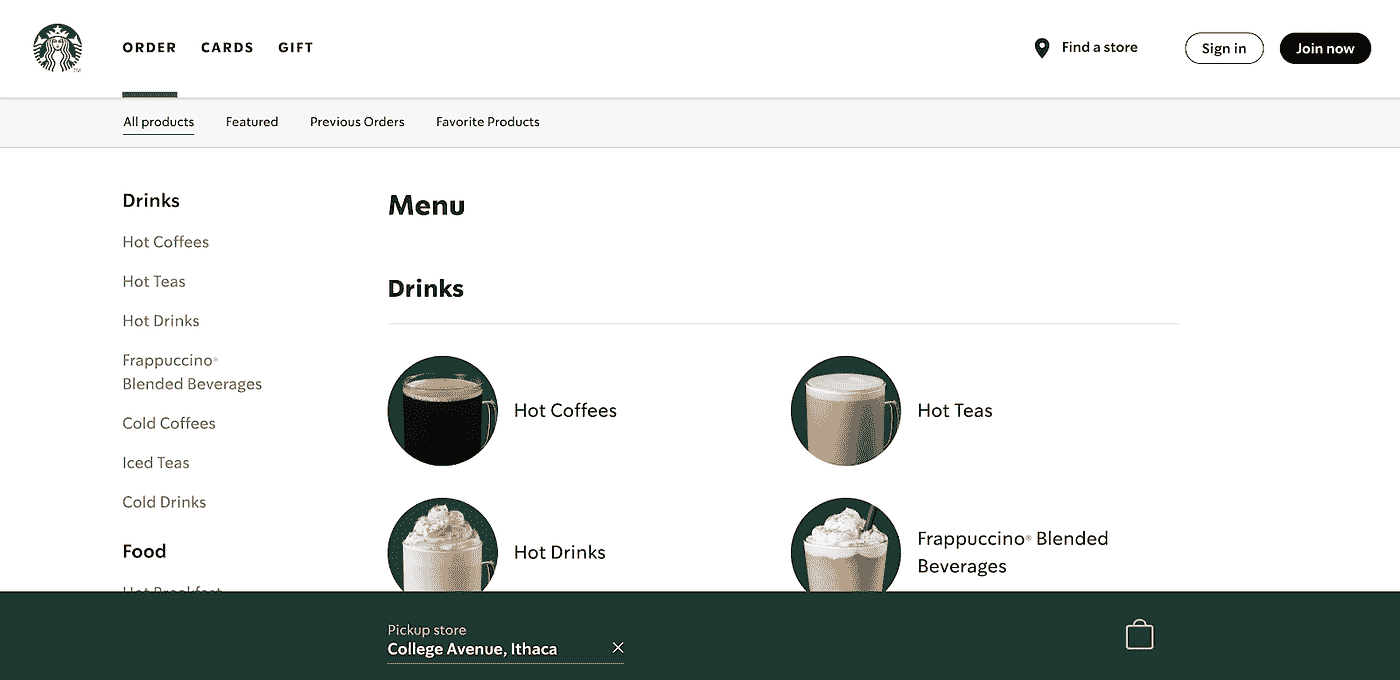 ORDER CARDS GIFT Find a store Sign in Join now
All products Featured Previous Orders Favorite Products
Drinks
Hot Coffees
Hot Teas
Hot Drinks
Frappuccino®
Blended Beverages
Cold Coffees
Iced Teas
Cold Drinks
Food
Hot Breakfast
Menu
Drinks
Hot Coffees
Hot Teas
Hot Drinks
Frappuccino® Blended
Beverages
Pickup store
College Avenue, Ithaca